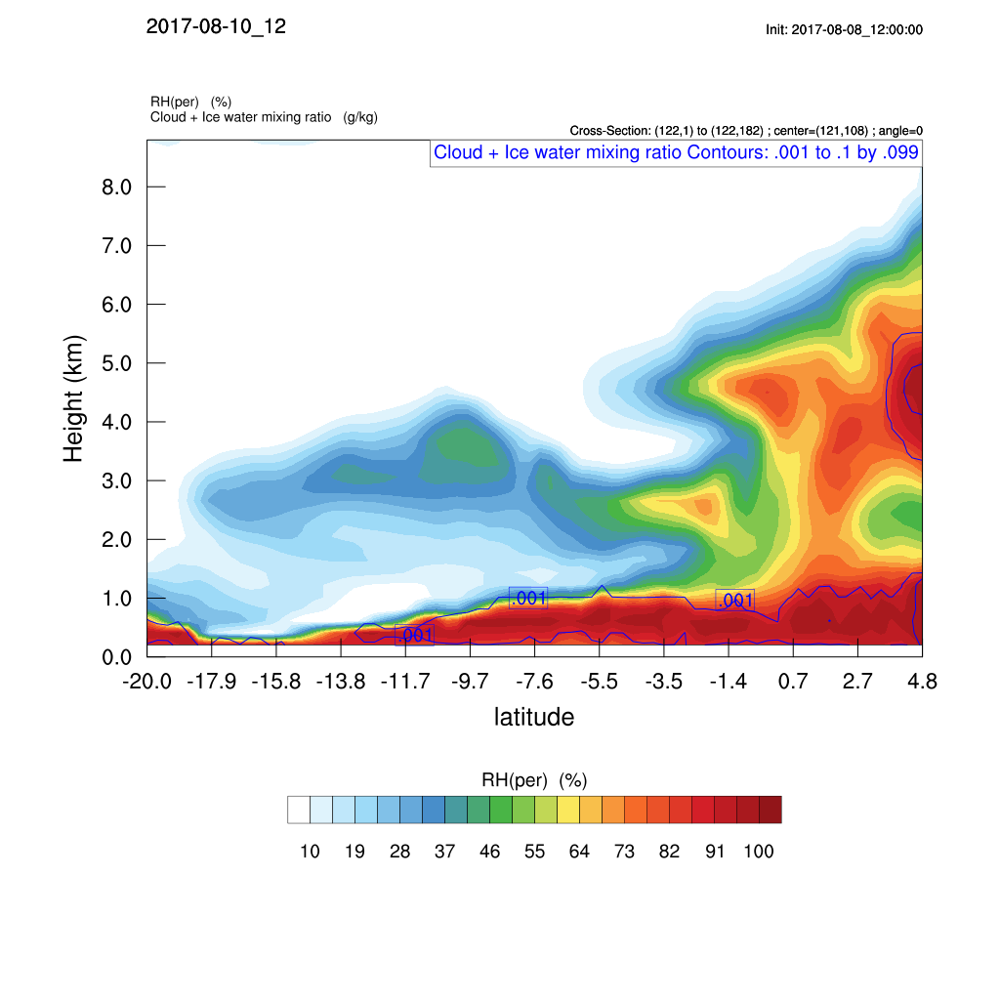 2017-08-10_12
Init: 2017-08-08_12:00:00
RH(per) (%)
Cloud + Ice water mixing ratio (g/kg)
Cross-Section: (122,1) to (122,182) ; center=(121,108) ; angle=0
Cloud + Ice water mixing ratio Contours: .001 to .1 by .099
8.0
7.0
6.0
5.0
4.0
3.0
2.0
1.0
0.0
Height (km)
.001
.001
.001
-20.0 -17.9 -15.8 -13.8 -11.7 -9.7 -7.6 -5.5 -3.5 -1.4 0.7 2.7 4.8
latitude
RH(per) (%)
10 19 28 37 46 55 64 73 82 91 100